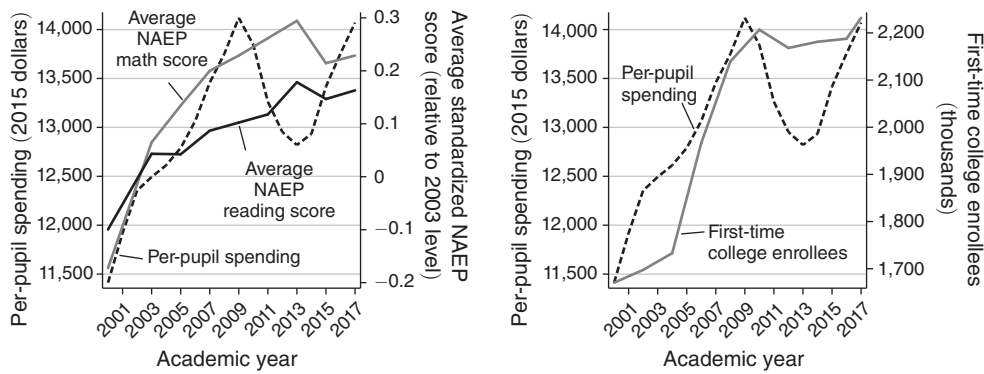 Per-pupil spending (2015 dollars)
14,000
13,500
13,000
12,500
12,000
11,500
Average
NAEP
math score
Average
NAEP
reading score
Per-pupil spending
0.3
0.2
0.1
0
−0.1
−0.2
Average standardized NAEP
score (relative to 2003 level)
2001
2003
2005
2007
2009
2011
2013
2015
2017
Academic year
Per-pupil spending (2015 dollars)
14,000
13,500
13,000
12,500
12,000
11,500
Per-pupil
spending
First-time
college enrollees
2,200
2,100
2,000
1,900
1,800
1,700
First-time college enrollees
(thousands)
2001
2003
2005
2007
2009
2011
2013
2015
2017
Academic year